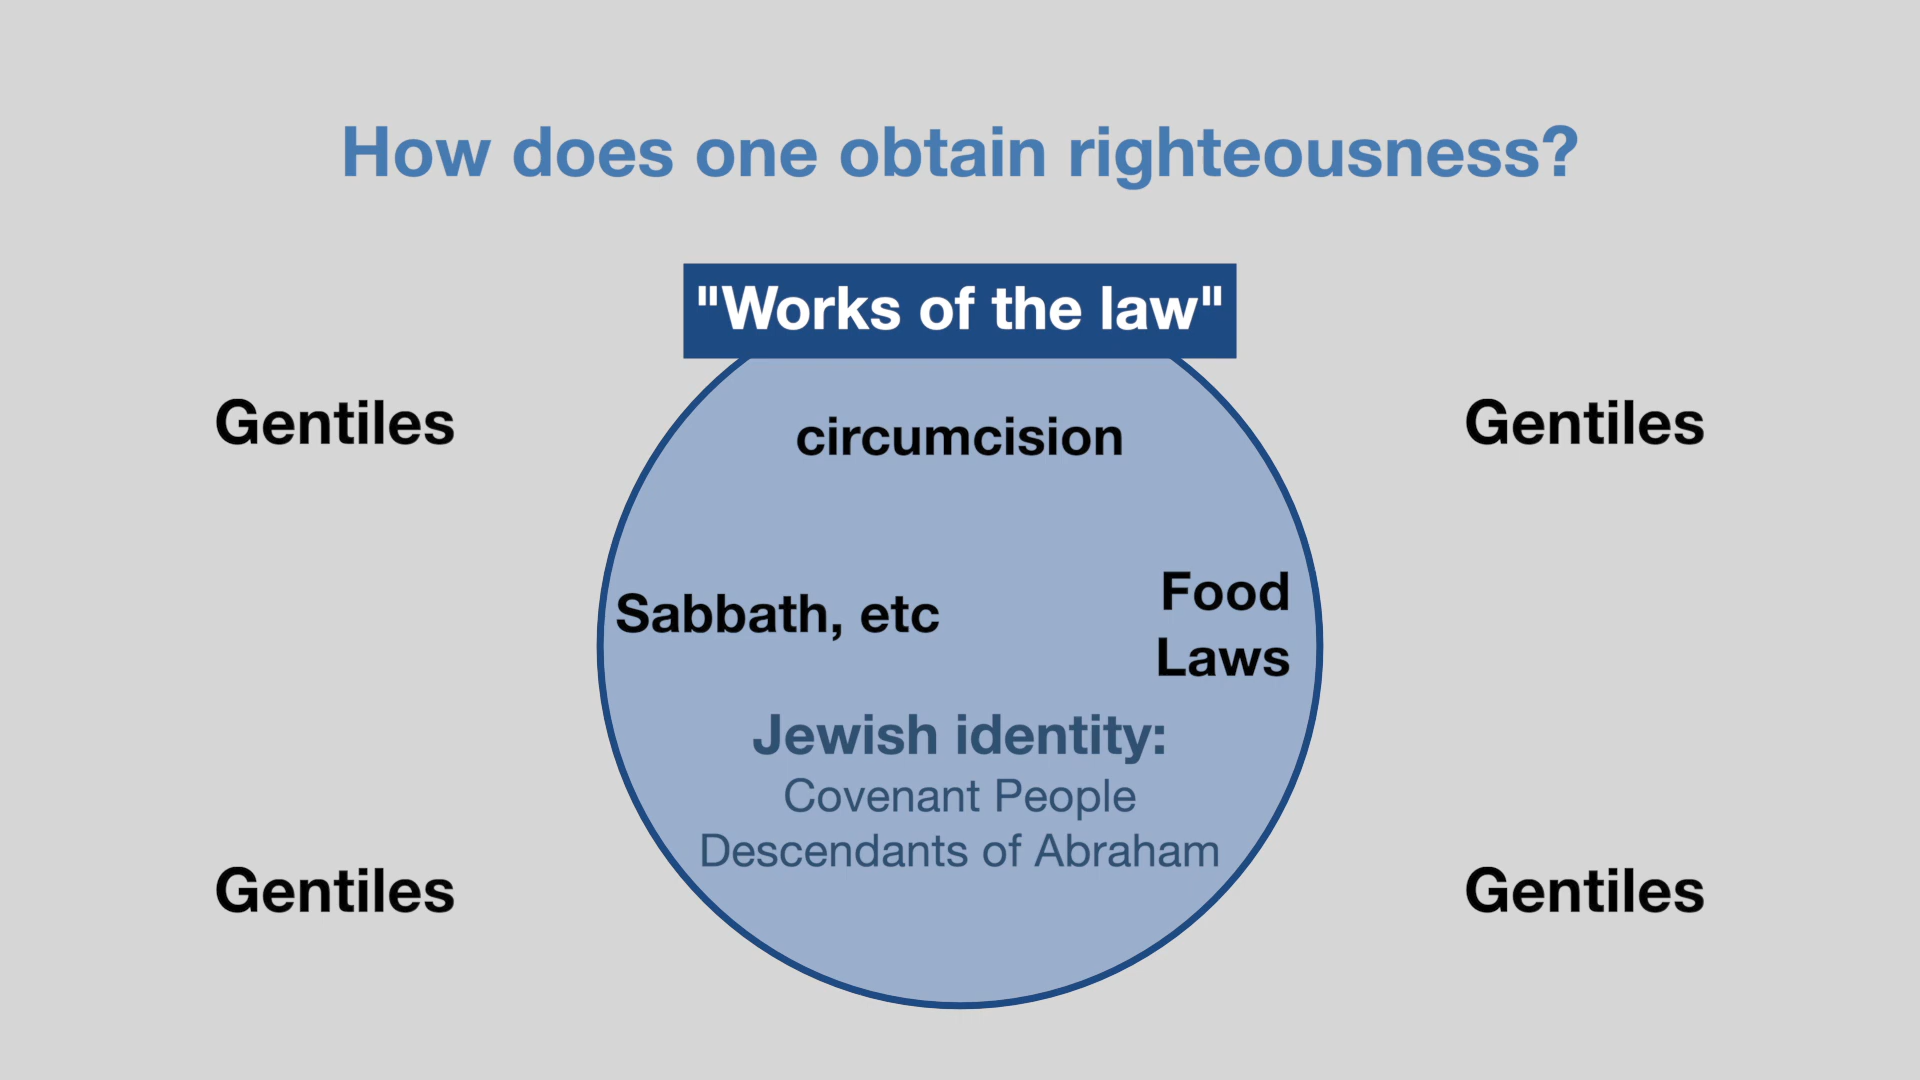 How does one obtain righteousness?
"Works of the law"
Gentiles
Gentiles
circumcision
Sabbath, etc
Food
Laws
Jewish identity:
Covenant People
Descendants of Abraham
Gentiles
Gentiles